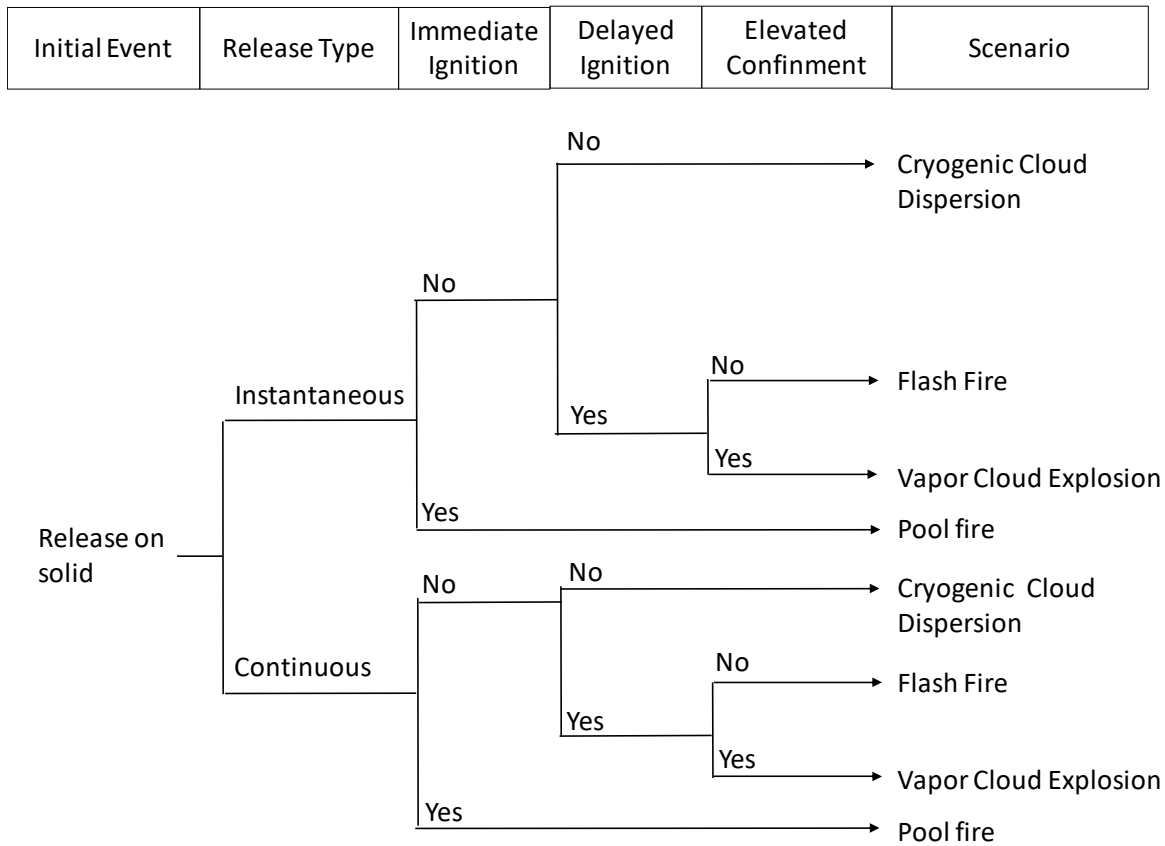 Initial Event
Release Type
Immediate
Ignition
Delayed
Ignition
Elevated
Confinment
Scenario
No
Cryogenic Cloud
Dispersion
No
No
Flash Fire
Instantaneous
Yes
Yes
Vapor Cloud Explosion
Yes
Pool fire
Release on
solid
No
No
Cryogenic Cloud
Dispersion
Continuous
No
Flash Fire
Yes
Yes
Vapor Cloud Explosion
Yes
Pool fire